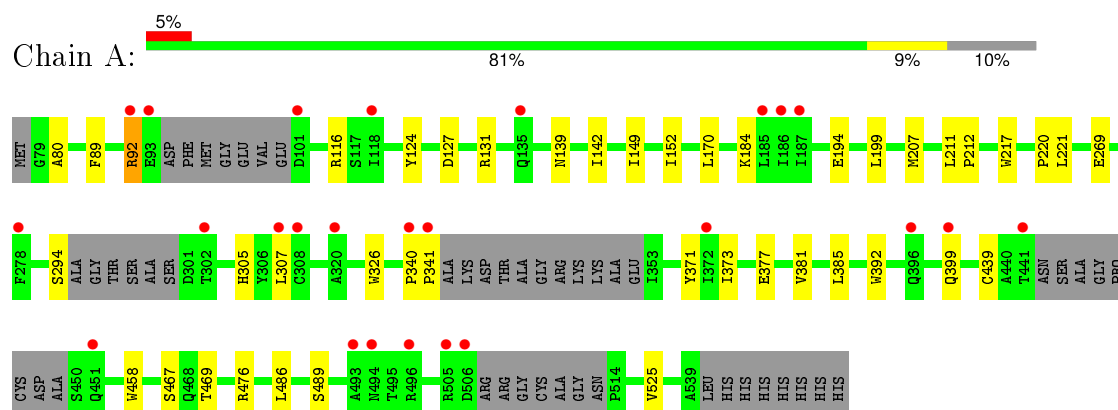 5%
Chain A:
81% 9% 10%
MET G79 A80 F89 R92 E93 ASP PHE MET GLY GLU VAL GLU D101 R116 S117 I118 Y124 D127 R131 Q135 N139 I142 I149 I152 L170 K184 L185 I186 I187 E194 L199 M207 L211 P212 W217 P220 L221 E269
F278 S294 ALA GLY THR SER ALA SER D301 T302 H305 Y306 L307 C308 A320 W326 P340 P341 ALA LYS ASP THR ALA GLY ARG LYS LYS ALA GLU I353 Y371 I372 I373 E377 V381 L385 W392 Q396 Q399 C439 A440 T441 ASN SER ALA GLY PRO
CYS ASP ALA S450 Q451 W458 S467 Q468 T469 R476 L486 S489 A493 N494 T495 R496 R505 D506 ARG ARG GLY CYS ALA GLY ASN P514 V525 A539 LEU HIS HIS HIS HIS HIS HIS HIS HIS